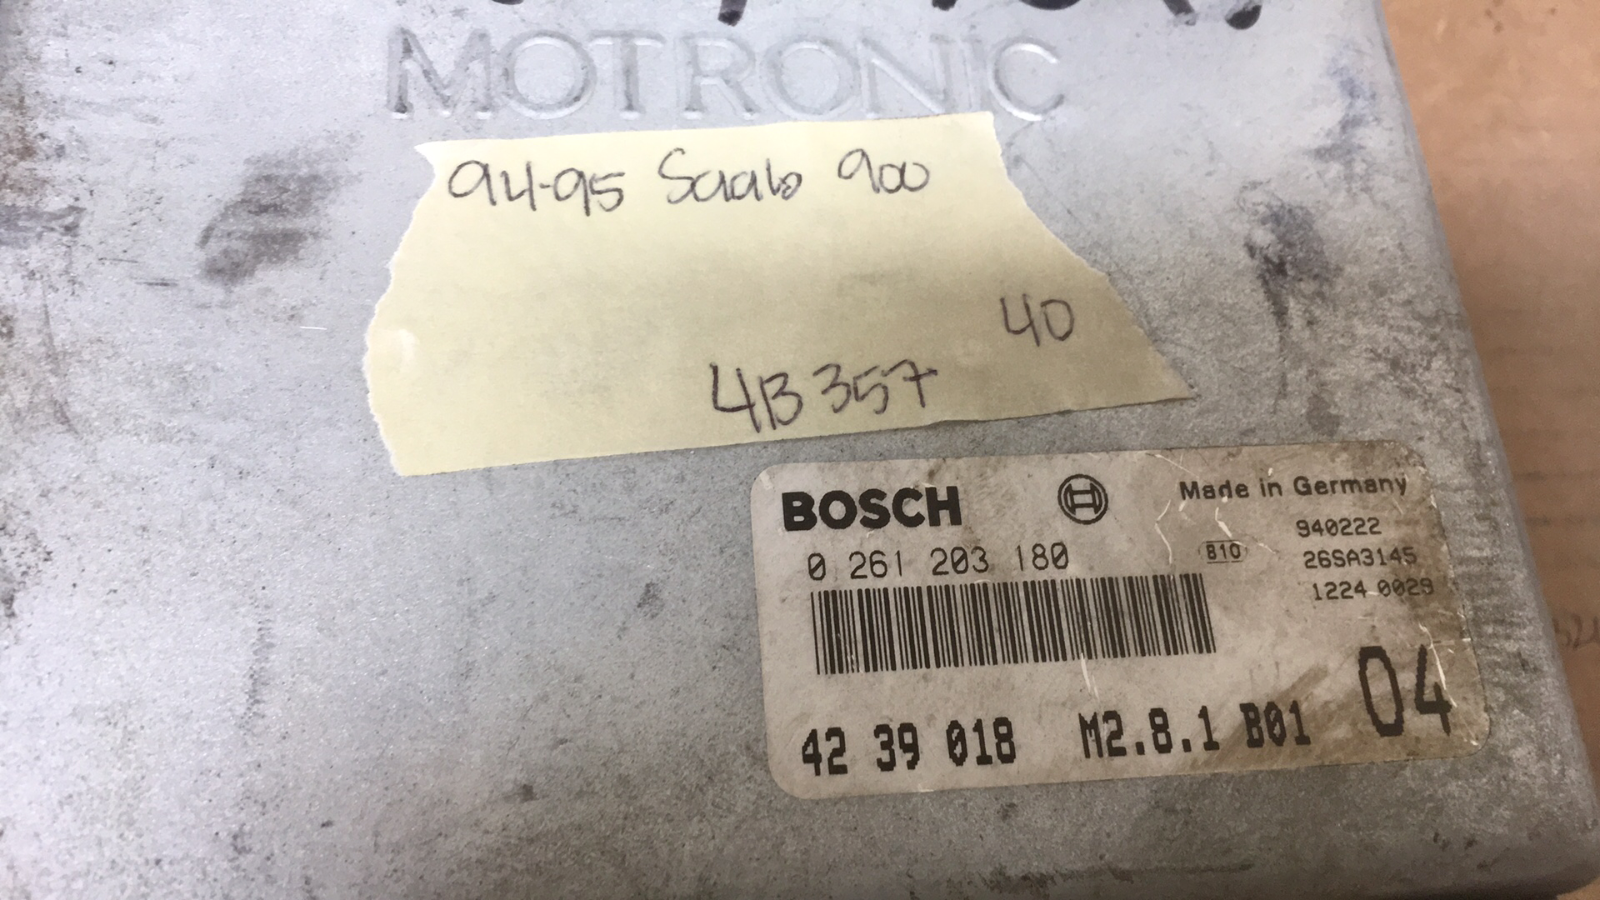 MOTRONIC
94-95 Saab 900
40
4B357
BOSCH
Made in Germany
0 261 203 180
940222
B10
26SA3145
1224 0029
42 39 018 M2.8.1 B01
04